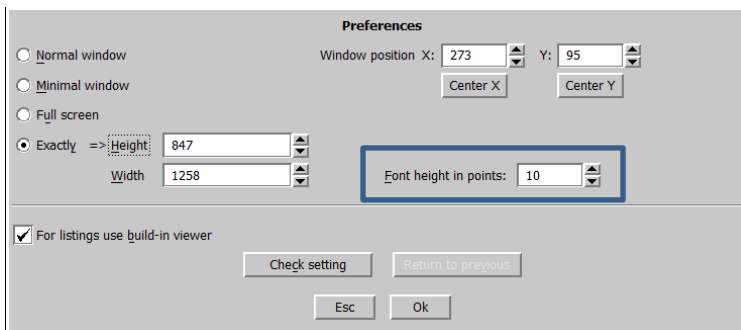 Preferences
Normal window Window position X: 273 Y: 95
Minimal window Center X Center Y
Full screen
Exactly => Height 847
Width 1258 Font height in points: 10
For listings use build-in viewer
Check setting Return to previous
Esc Ok